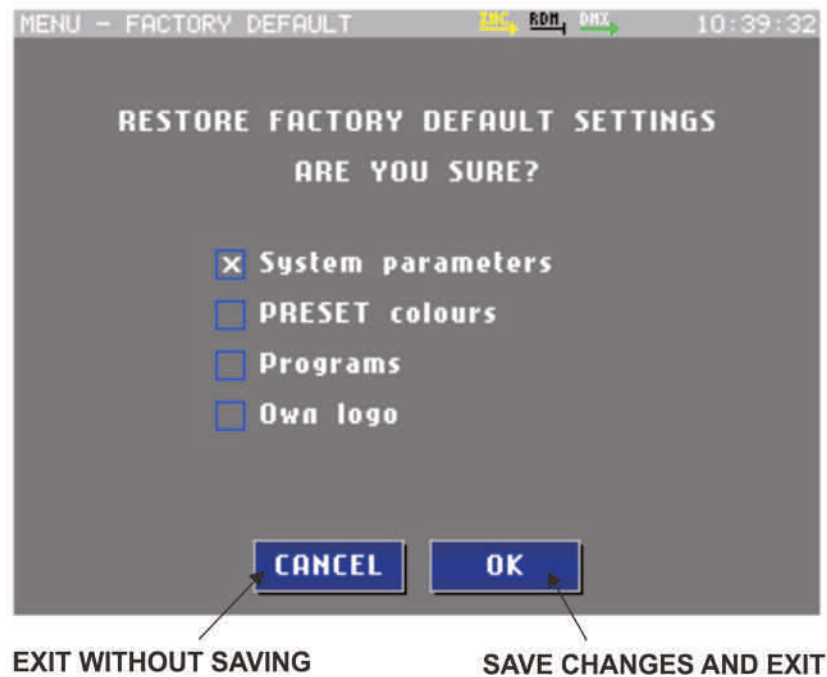 MENU - FACTORY DEFAULT RDM DMX 10:39:32
RESTORE FACTORY DEFAULT SETTINGS
ARE YOU SURE?
X System parameters
PRESET colours
Programs
Own logo
CANCEL OK
EXIT WITHOUT SAVING SAVE CHANGES AND EXIT